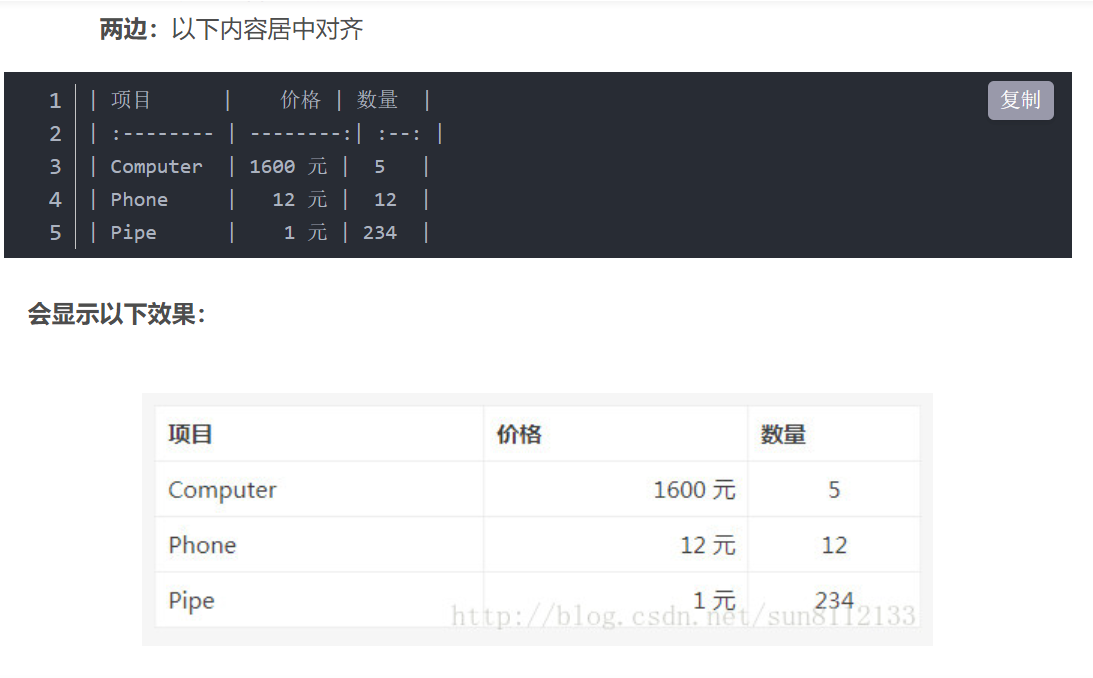 两边：以下内容居中对齐
复制
1 | 项目      |    价格 | 数量  |
2 | :-------- | --------:| :--: |
3 | Computer  | 1600 元 |  5   |
4 | Phone     |   12 元 |  12  |
5 | Pipe      |    1 元 | 234  |
会显示以下效果：
项目 价格 数量
Computer 1600 元 5
Phone 12 元 12
Pipe 1 元 234
http://blog.csdn.net/sun8112133